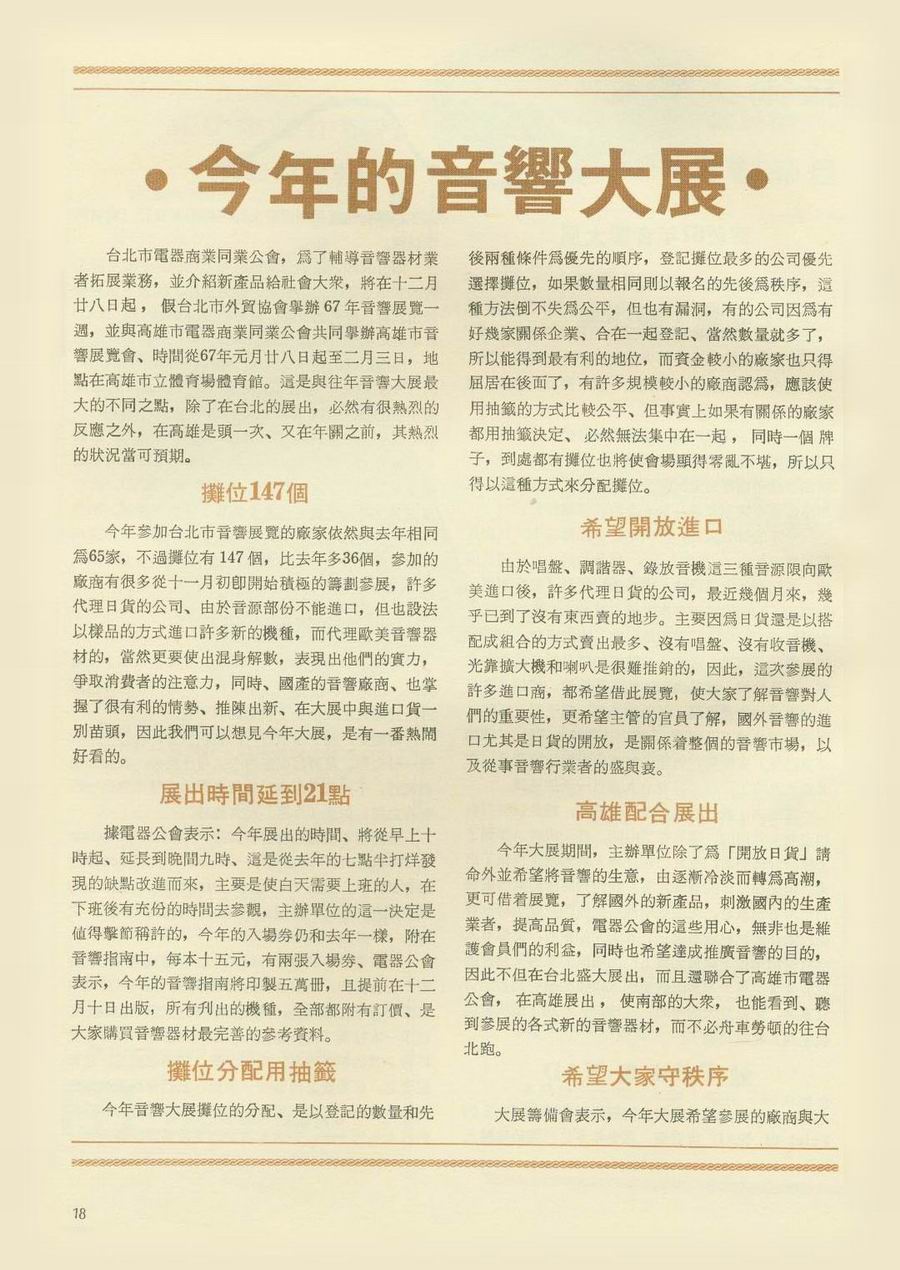 •今年的音響大展•
台北市電器商業同業公會，爲了輔導音響器材業
者拓展業務，並介紹新產品給社會大衆，將在十二月
廿八日起，假台北市外貿協會擧辦67年音響展覽一
週，並與高雄市電器商業同業公會共同擧辦高雄市音
響展覽會、時間從67年元月廿八日起至二月三日，地
點在高雄市立體育場體育館。這是與往年音響大展最
大的不同之點，除了在台北的展出，必然有很熱烈的
反應之外，在高雄是頭一次、又在年關之前，其熱烈
的狀況當可預期。
攤位147個
今年參加台北市音響展覽的廠家依然與去年相同
爲65家，不過攤位有147個，比去年多36個，參加的
廠商有很多從十一月初卽開始積極的籌劃參展，許多
代理日貨的公司、由於音源部份不能進口，但也設法
以樣品的方式進口許多新的機種，而代理歐美音響器
材的，當然更要使出混身解數，表現出他們的實力，
爭取消費者的注意力，同時、國產的音響廠商、也掌
握了很有利的情勢、推陳出新、在大展中與進口貨一
别苗頭，因此我們可以想見今年大展，是有一番熱鬧
好看的。
展出時間延到21點
據電器公會表示：今年展出的時間、將從早上十
時起、延長到晚間九時、這是從去年的七點半打烊發
現的缺點改進而來，主要是使白天需要上班的人，在
下班後有充份的時間去參觀，主辦單位的這一決定是
値得擊節稱許的，今年的入場券仍和去年一樣，附在
音響指南中，每本十五元，有兩張入場券、電器公會
表示，今年的音響指南將印製五萬冊，且提前在十二
月十日出版，所有刋出的機種，全部都附有訂價、是
大家購買音響器材最完善的參考資料。
攤位分配用抽籤
今年音響大展攤位的分配、是以登記的數量和先
後兩種條件爲優先的順序，登記攤位最多的公司優先
選擇攤位，如果數量相同則以報名的先後爲秩序，這
種方法倒不失爲公平，但也有漏洞，有的公司因爲有
好幾家關係企業、合在一起登記、當然數量就多了，
所以能得到最有利的地位，而資金較小的廠家也只得
屈居在後面了，有許多規模較小的廠商認爲，應該使
用抽籤的方式比較公平、但事實上如果有關係的廠家
都用抽籤決定、必然無法集中在一起，同時一個牌
子，到處都有攤位也將使會場顯得零亂不堪，所以只
得以這種方式來分配攤位。
希望開放進口
由於唱盤、調諧器、錄放音機這三種音源限向歐
美進口後，許多代理日貨的公司，最近幾個月來，幾
乎已到了沒有東西賣的地步。主要因爲日貨還是以搭
配成組合的方式賣出最多、沒有唱盤、沒有收音機、
光靠擴大機和喇叭是很難推銷的，因此，這次參展的
許多進口商，都希望借此展覽，使大家了解音響對人
們的重要性，更希望主管的官員了解，國外音響的進
口尤其是日貨的開放，是關係着整個的音響市場，以
及從事音響行業者的盛與衰。
高雄配合展出
今年大展期間，主辦單位除了爲「開放日貨」請
命外並希望將音響的生意，由逐漸冷淡而轉爲高潮，
更可借着展覽，了解國外的新產品，刺激國內的生產
業者，提高品質，電器公會的這些用心，無非也是維
護會員們的利益，同時也希望達成推廣音響的目的，
因此不但在台北盛大展出，而且還聯合了高雄市電器
公會，在高雄展出，使南部的大衆，也能看到、聽
到參展的各式新的音響器材，而不必舟車勞頓的往台
北跑。
希望大家守秩序
大展籌備會表示，今年大展希望參展的廠商與大
18